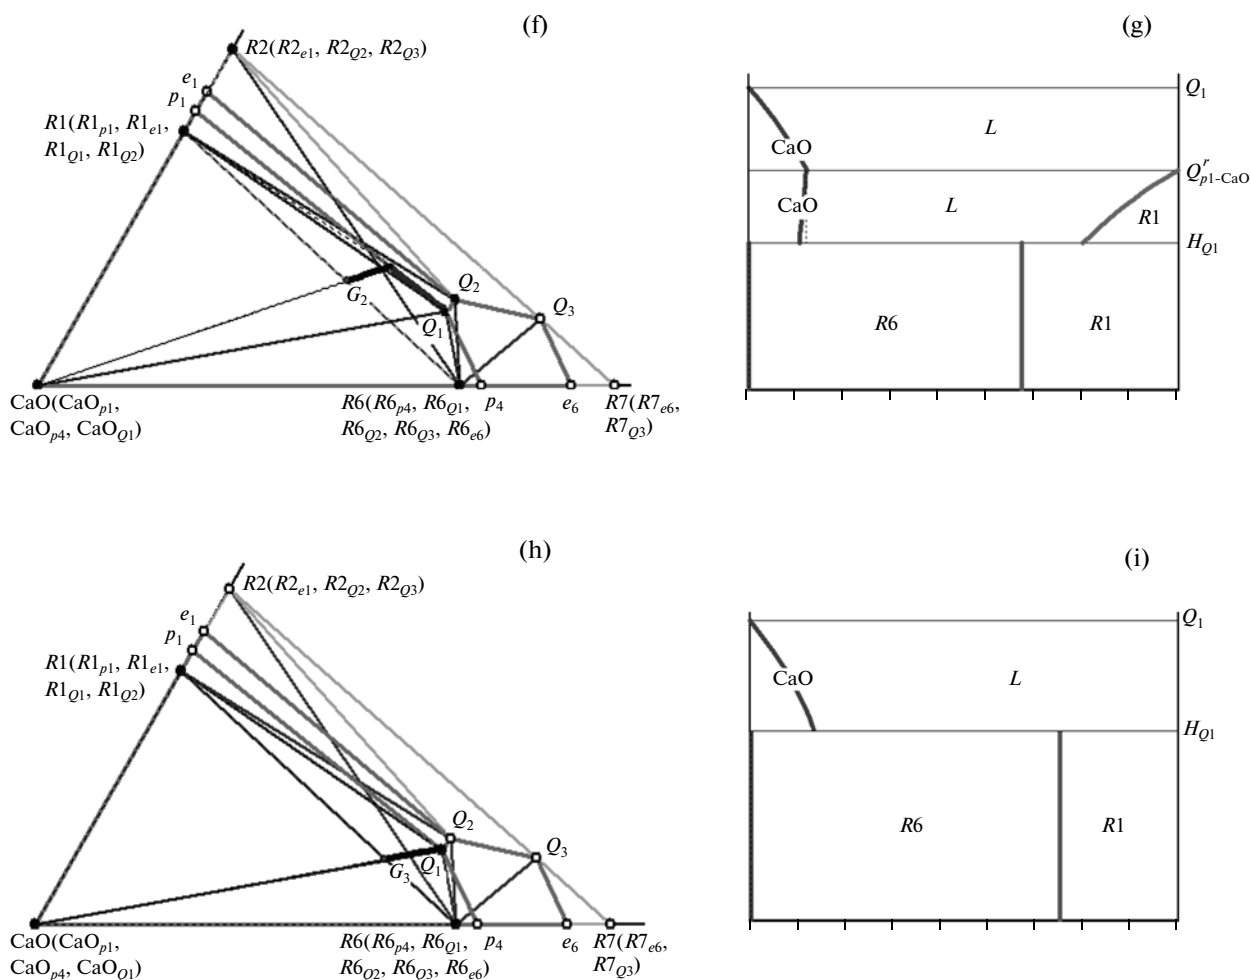 (f)
R2(R2e1, R2Q2, R2Q3)
e1
p1
R1(R1p1, R1e1,
R1Q1, R1Q2)
G2
Q2
Q1
Q3
CaO(CaOp1,
CaOp4, CaOQ1)
R6(R6p4, R6Q1,
R6Q2, R6Q3, R6e6)
p4
e6
R7(R7e6,
R7Q3)
(g)
Q1
L
CaO
Q^r p1-CaO
CaO
L
R1
HQ1
R6
R1
(h)
R2(R2e1, R2Q2, R2Q3)
e1
p1
R1(R1p1, R1e1,
R1Q1, R1Q2)
Q2
Q3
G3
Q1
CaO(CaOp1,
CaOp4, CaOQ1)
R6(R6p4, R6Q1,
R6Q2, R6Q3, R6e6)
p4
e6
R7(R7e6,
R7Q3)
(i)
Q1
CaO
L
HQ1
R6
R1